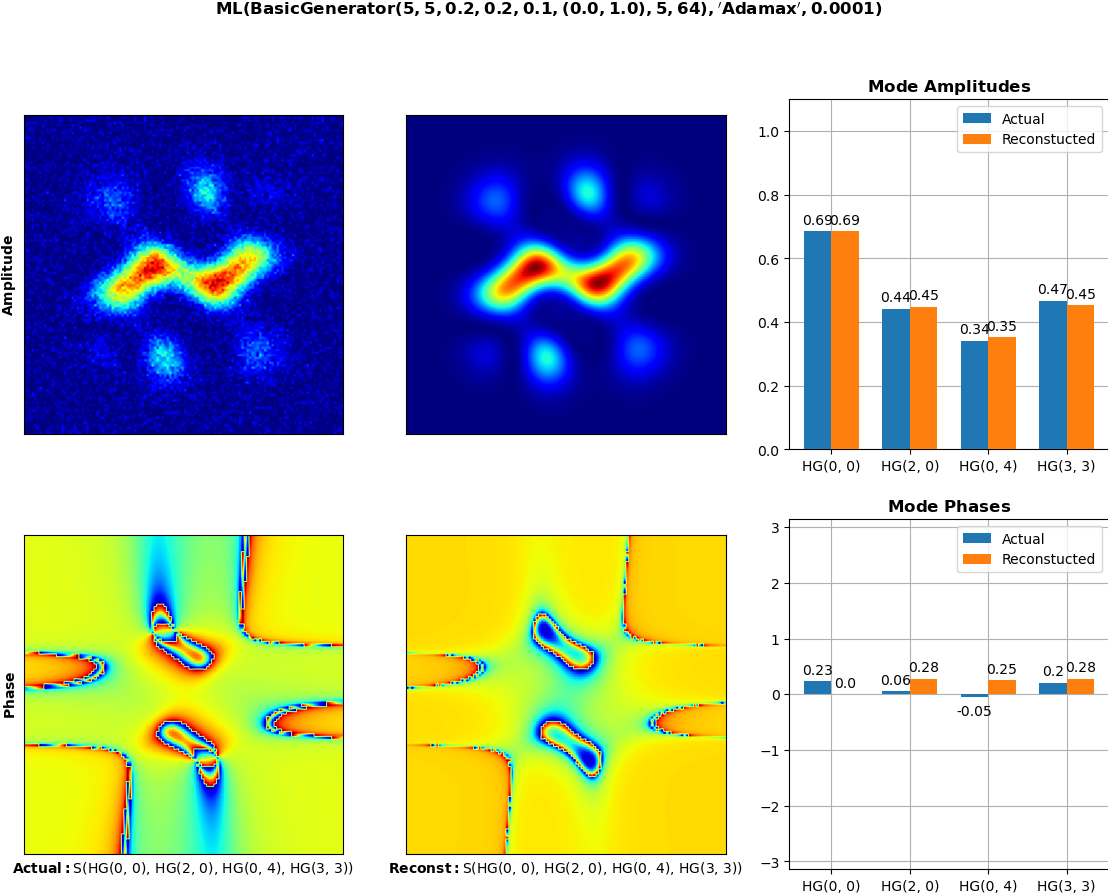 ML(BasicGenerator(5, 5, 0.2, 0.2, 0.1, (0.0, 1.0), 5, 64), ′Adamax′, 0.0001)
Amplitude
Mode Amplitudes
Actual
Reconstucted
1.0
0.8
0.6
0.4
0.2
0.0
0.69 0.69
0.44 0.45
0.34 0.35
0.47 0.45
HG(0, 0) HG(2, 0) HG(0, 4) HG(3, 3)
Phase
Actual: S(HG(0, 0), HG(2, 0), HG(0, 4), HG(3, 3))
Reconst: S(HG(0, 0), HG(2, 0), HG(0, 4), HG(3, 3))
Mode Phases
Actual
Reconstucted
3
2
1
0
−1
−2
−3
0.23 0.0
0.06 0.28
-0.05 0.25
0.2 0.28
HG(0, 0) HG(2, 0) HG(0, 4) HG(3, 3)